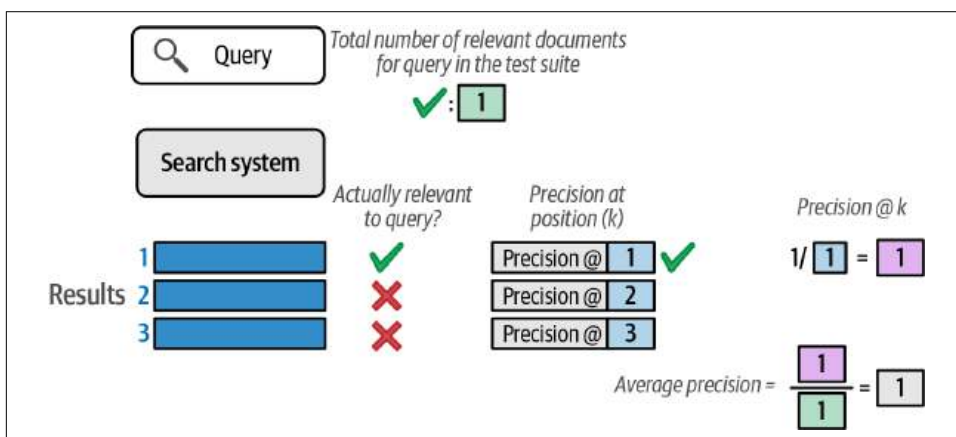 Query
Total number of relevant documents
for query in the test suite
: 1
Search system
Actually relevant
to query?
Precision at
position (k)
Precision @ k
1
Precision @ 1
1/ 1 = 1
Results
2
Precision @ 2
3
Precision @ 3
Average precision = 1 / 1 = 1